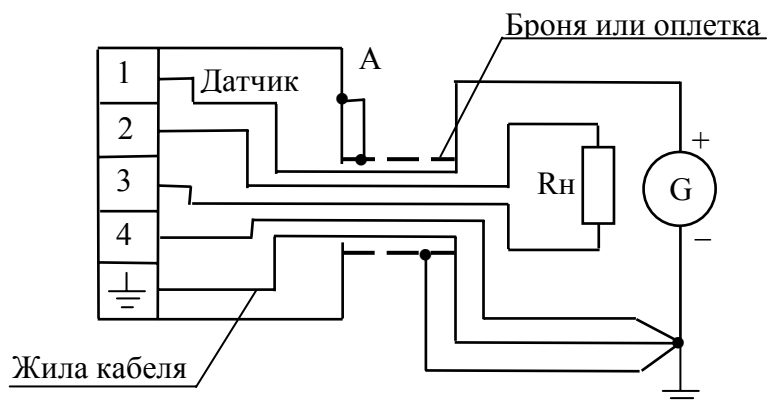 Броня или оплетка
А
1
Датчик
2
+
3
Rн
G
4
–
Жила кабеля